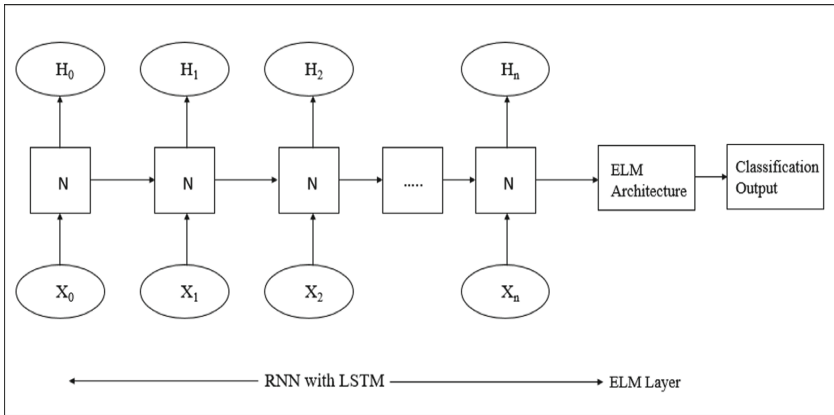 H₀ H₁ H₂ Hₙ
N N N ..... N
ELM
Architecture
Classification
Output
X₀ X₁ X₂ Xₙ
RNN with LSTM
ELM Layer